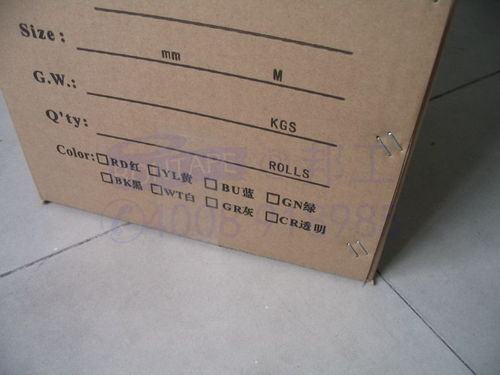 Size:
mm M
G.W.:
KGS
Q'ty:
ROLLS
Color: □RD红 □YL黄 □BU蓝 □GN绿
□BK黑 □WT白 □GR灰 □CR透明